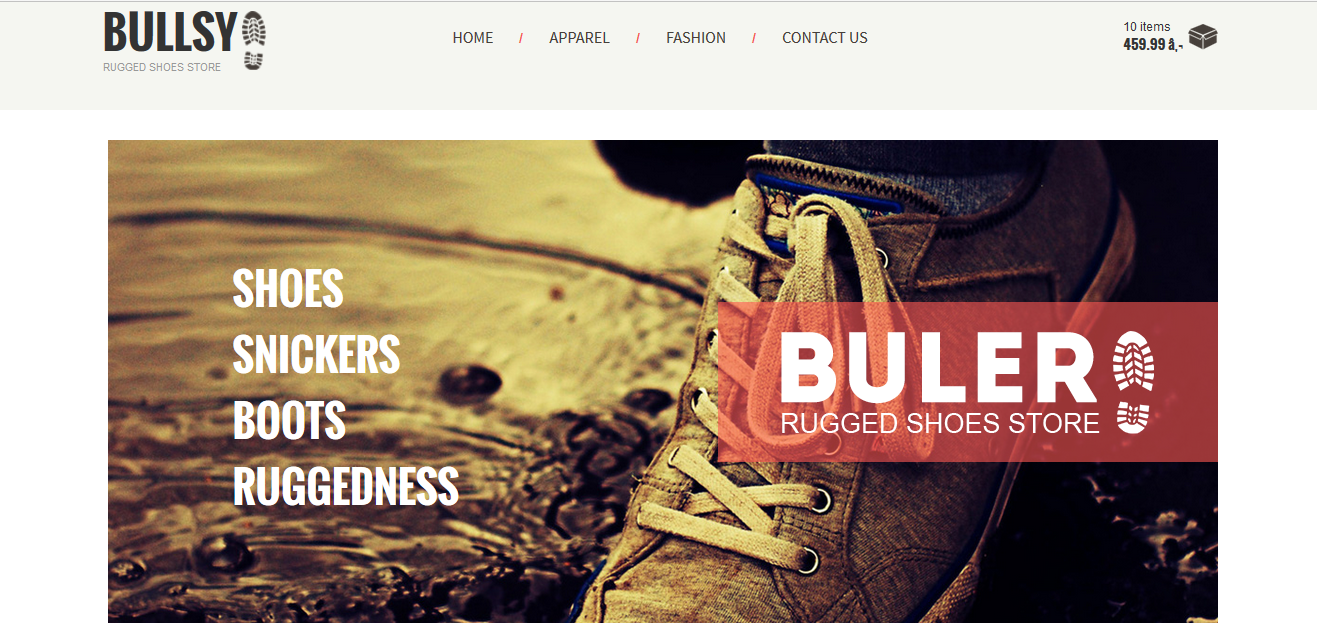 BULLSY
RUGGED SHOES STORE
HOME / APPAREL / FASHION / CONTACT US
10 items
459.99 â‚¬
SHOES
SNICKERS
BOOTS
RUGGEDNESS
BULER
RUGGED SHOES STORE